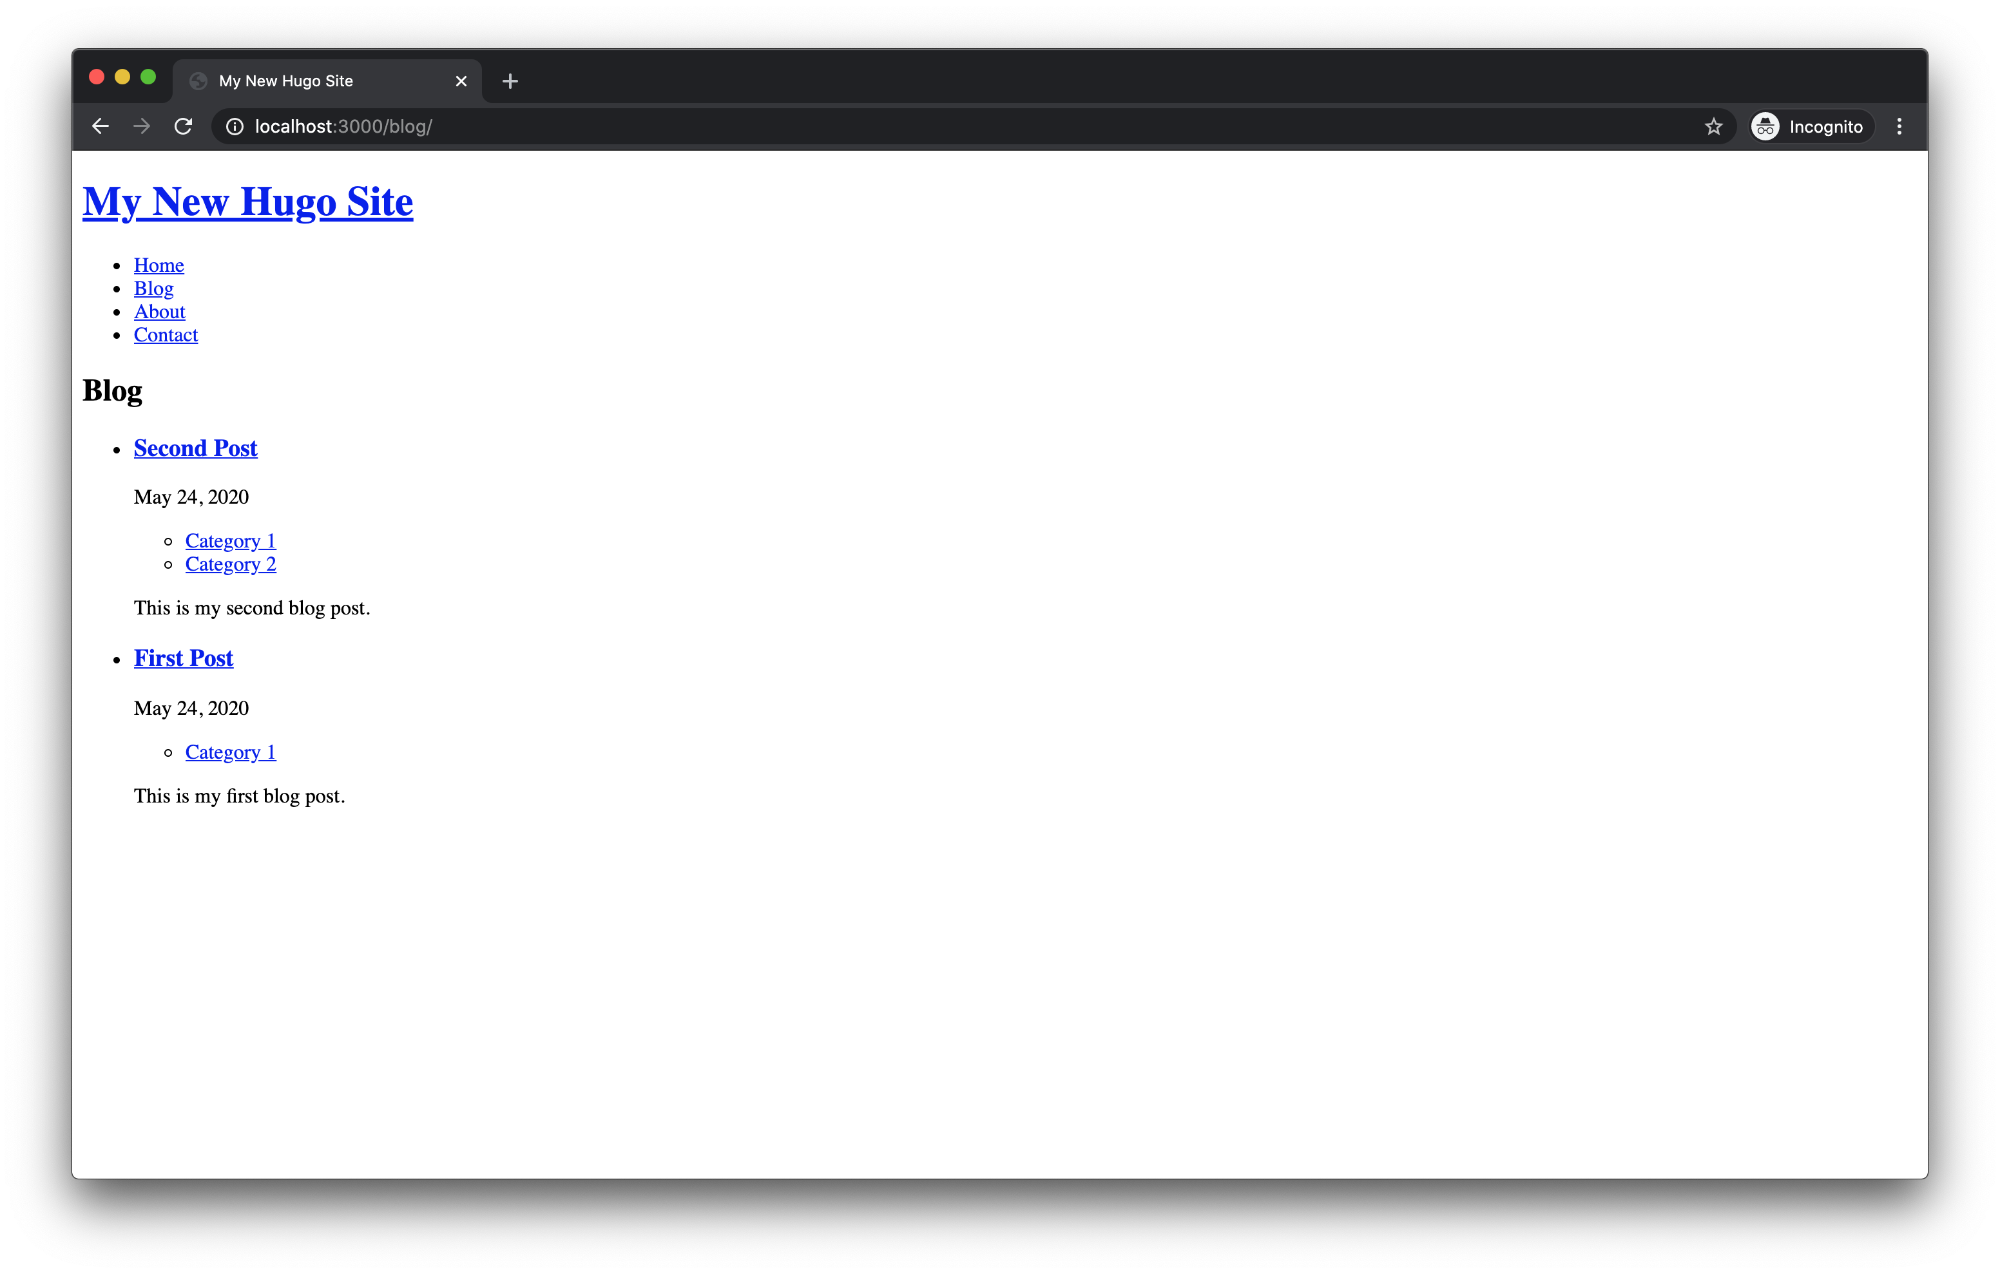 My New Hugo Site
localhost:3000/blog/
Incognito
My New Hugo Site
Home
Blog
About
Contact
Blog
Second Post
May 24, 2020
Category 1
Category 2
This is my second blog post.
First Post
May 24, 2020
Category 1
This is my first blog post.